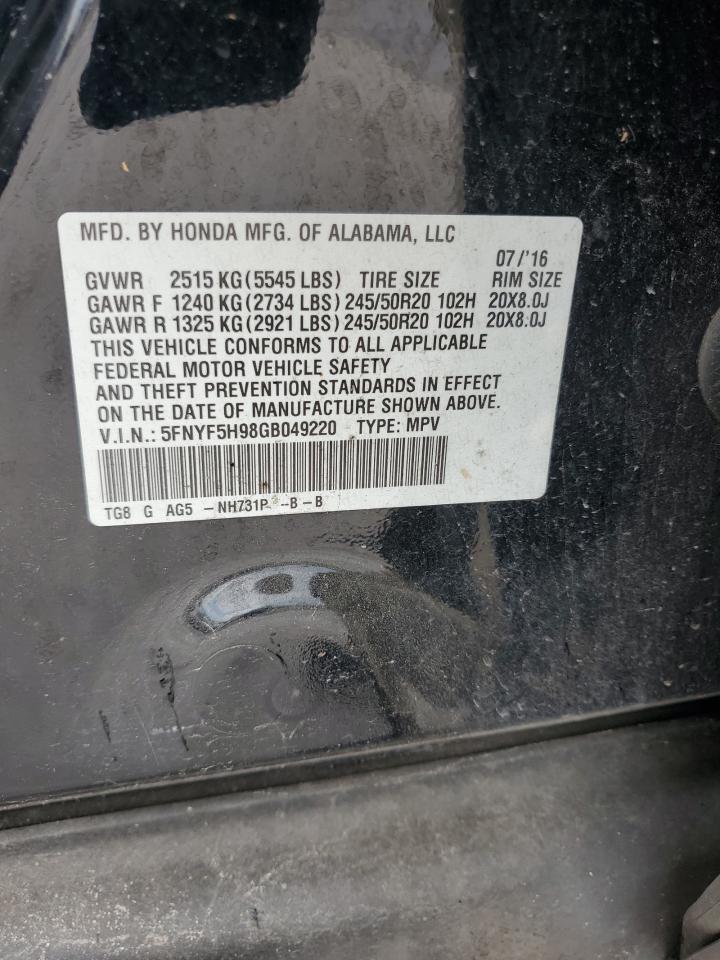 MFD. BY HONDA MFG. OF ALABAMA, LLC
07/'16
GVWR 2515 KG (5545 LBS) TIRE SIZE RIM SIZE
GAWR F 1240 KG (2734 LBS) 245/50R20 102H 20X8.0J
GAWR R 1325 KG (2921 LBS) 245/50R20 102H 20X8.0J
THIS VEHICLE CONFORMS TO ALL APPLICABLE
FEDERAL MOTOR VEHICLE SAFETY
AND THEFT PREVENTION STANDARDS IN EFFECT
ON THE DATE OF MANUFACTURE SHOWN ABOVE.
V.I.N.: 5FNYF5H98GB049220 TYPE: MPV
TG8 G AG5 -NH731P -B-B